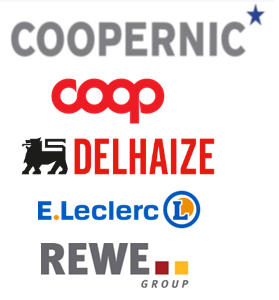 COOPERNIC
coop
DELHAIZE
E.Leclerc L
REWE
GROUP